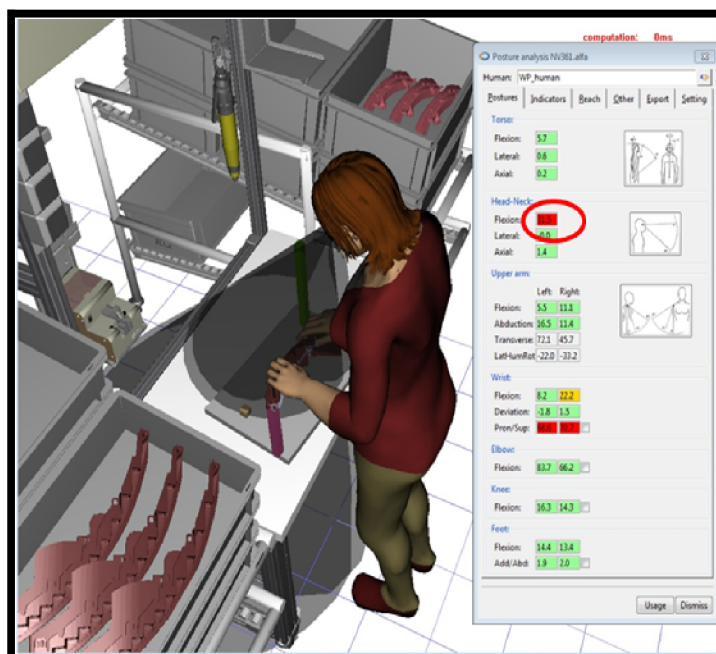 computation: 0ms
Posture analysis NV361.alfa
Human: WP_human
Postures Indicators Reach Other Export Setting
Torso:
Flexion: 5.7
Lateral: 0.6
Axial: 0.2
Head-Neck:
Flexion:
Lateral: -0.0
Axial: 1.4
Upper arm:
Left: Right:
Flexion: 5.5 11.1
Abduction: 16.5 11.4
Transverse: 72.1 45.7
LatHumRot -22.0 -33.2
Wrist:
Flexion: 8.2 22.2
Deviation: -1.8 1.5
Pron/Sup:
Elbow:
Flexion: 83.7 66.2
Knee:
Flexion: 16.3 14.3
Feet:
Flexion: 14.4 13.4
Add/Abd: 1.9 2.0
Usage Dismiss